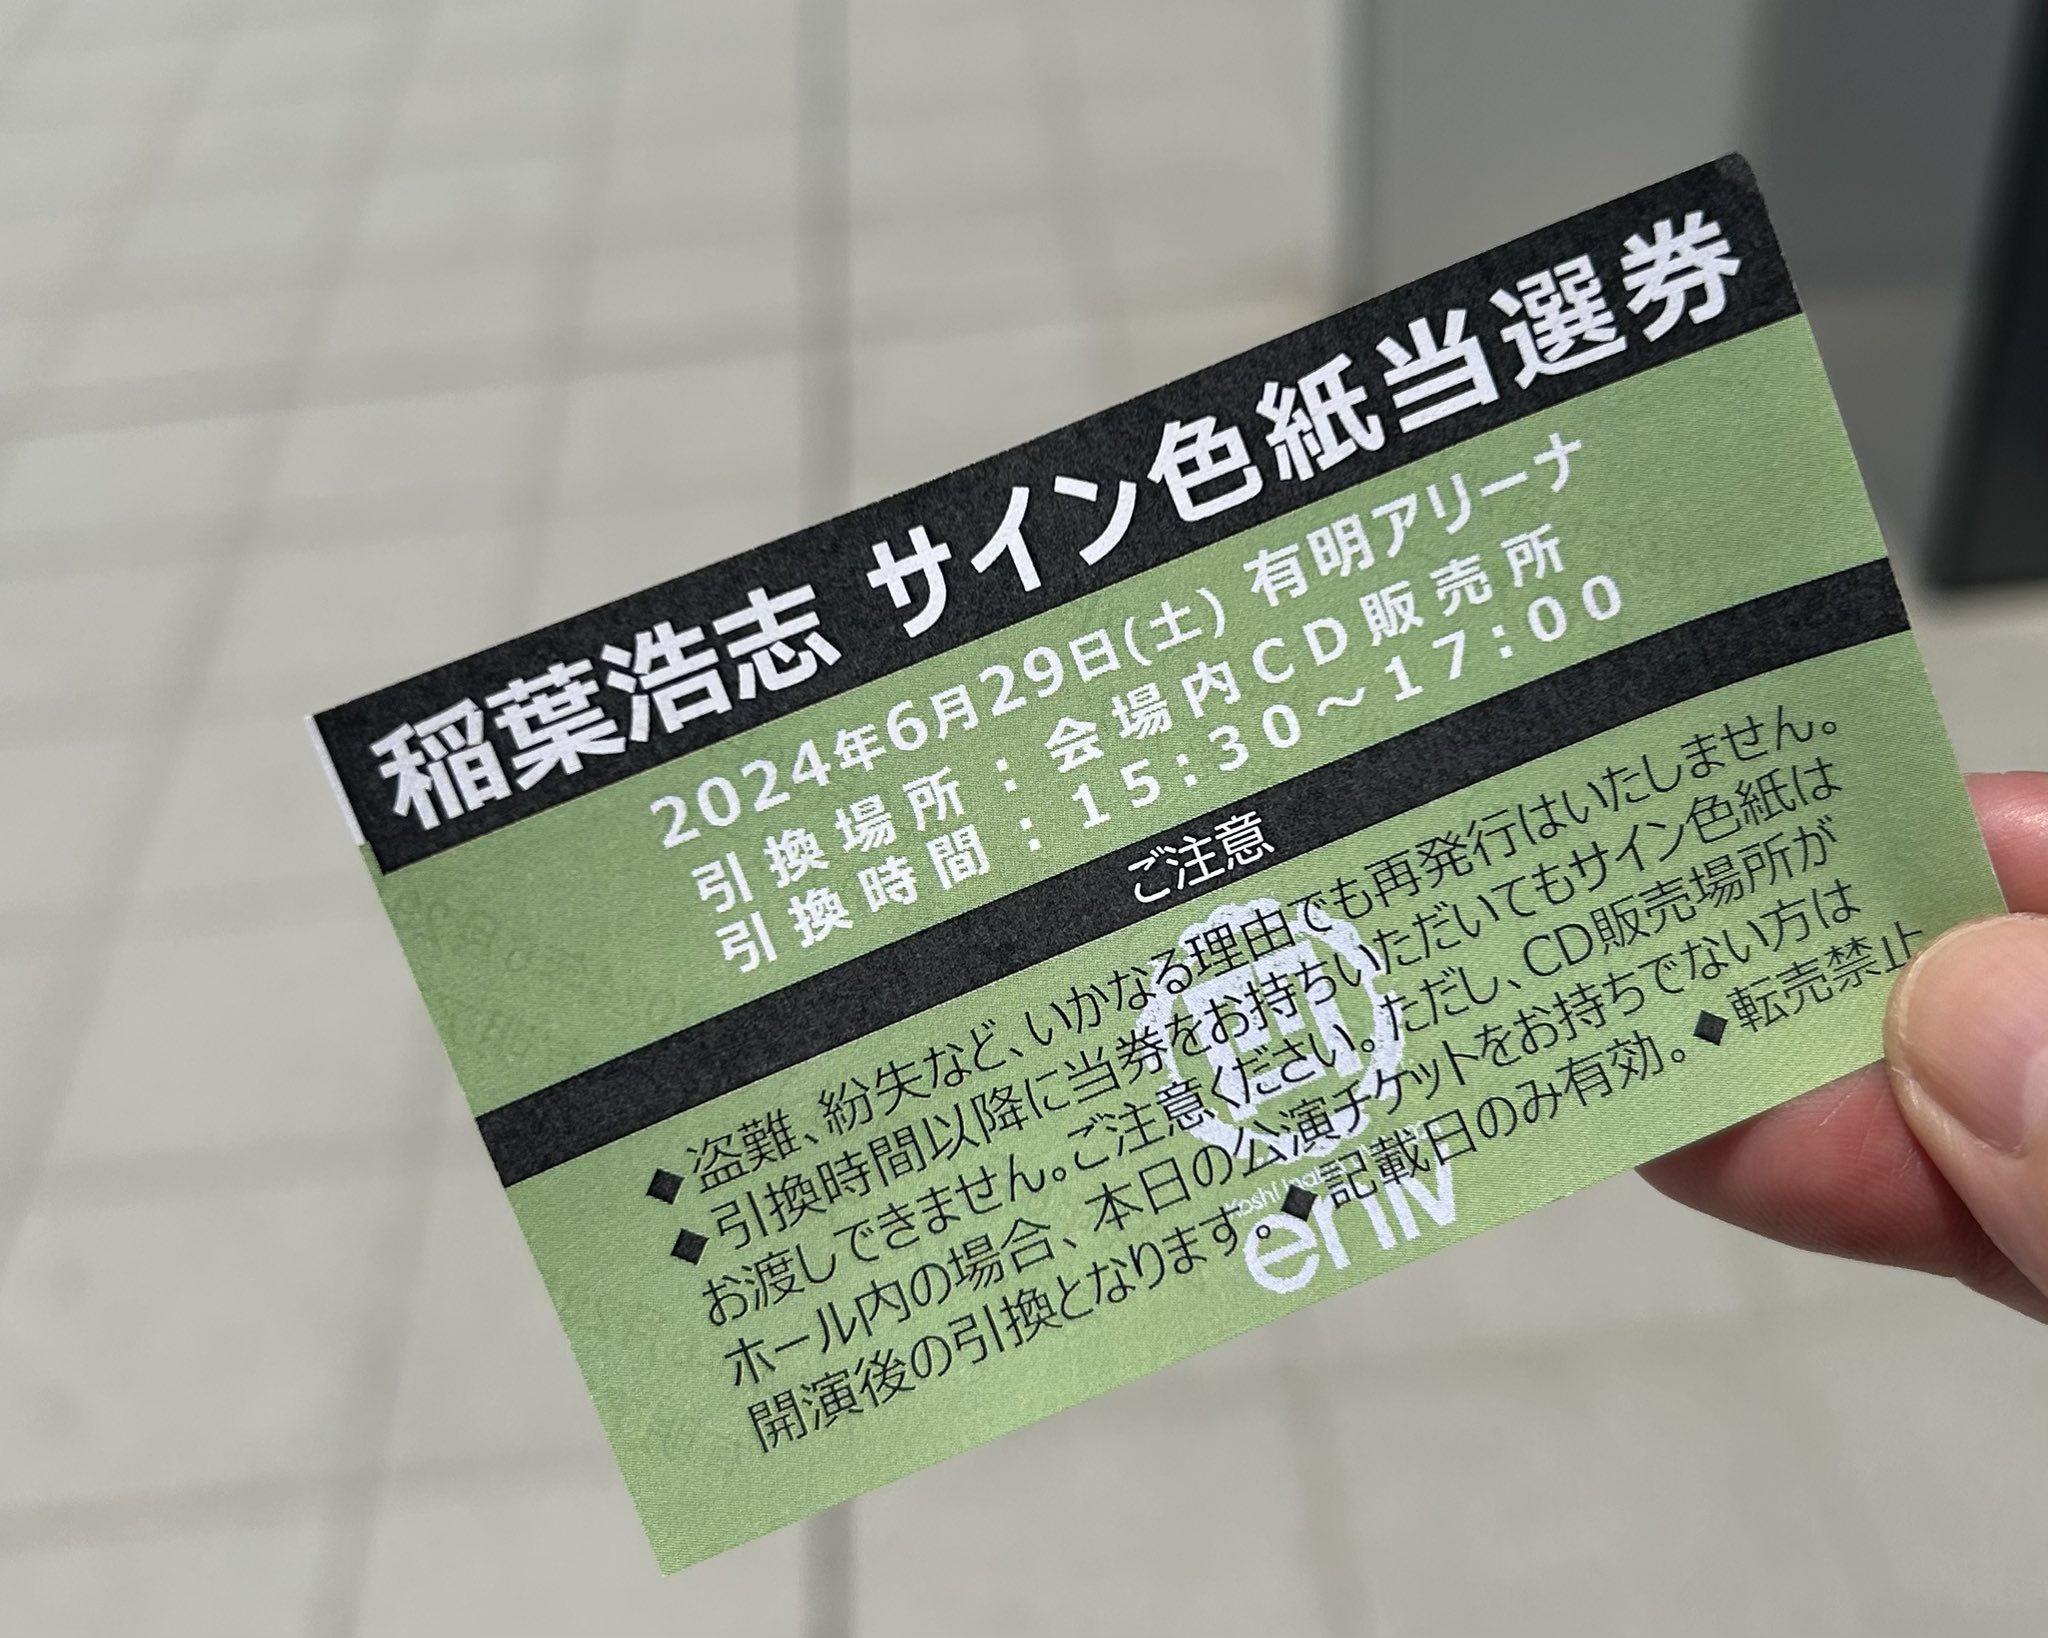 稲葉浩志 サイン色紙当選券
2024年6月29日(土) 有明アリーナ
引換場所：会場内CD販売所
引換時間：15:30～17:00
ご注意
◆盗難、紛失など、いかなる理由でも再発行はいたしません。
◆引換時間以降に当券をお持ちいただいてもサイン色紙は
お渡しできません。ご注意ください。ただし、CD販売場所が
ホール内の場合、本日の公演チケットをお持ちでない方は
開演後の引換となります。◆記載日のみ有効。◆転売禁止
en IV